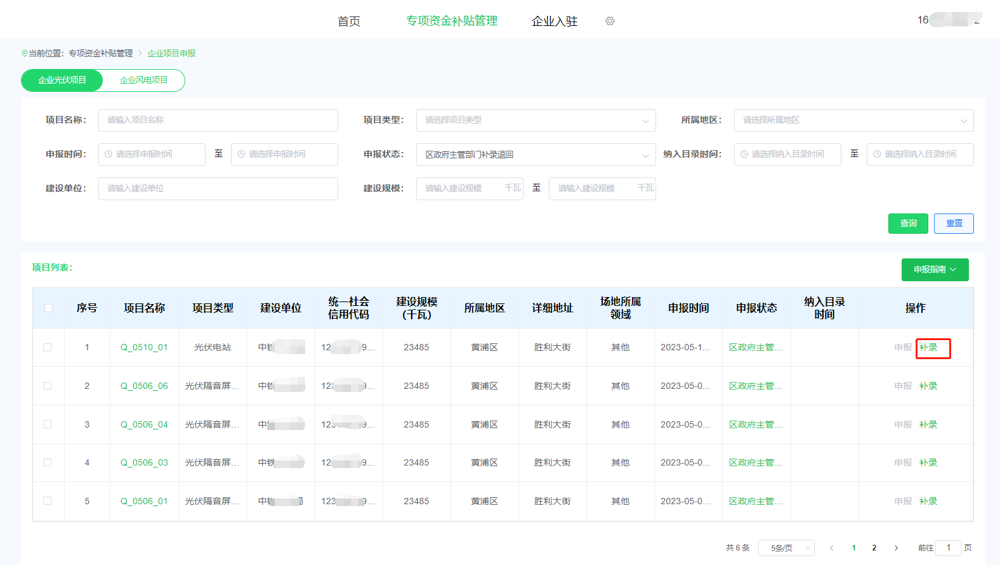 首页 专项资金补贴管理 企业入驻 16
当前位置：专项资金补贴管理 > 企业项目申报
企业光伏项目 企业风电项目
项目名称： 请输入项目名称 项目类型： 请选择项目类型 所属地区： 请选择所属地区
申报时间： 请选择申报时间 至 请选择申报时间 申报状态： 区政府主管部门补录退回 纳入目录时间： 请选择纳入目录时间 至 请选择纳入目录时间
建设单位： 请输入建设单位 建设规模： 请输入建设规模 千瓦 至 请输入建设规模 千瓦
查询 重置
项目列表： 申报指南
序号 项目名称 项目类型 建设单位 统一社会信用代码 建设规模(千瓦) 所属地区 详细地址 场地所属领域 申报时间 申报状态 纳入目录时间 操作
1 Q_0510_01 光伏电站 中铁 12 9... 23485 黄浦区 胜利大街 其他 2023-05-1... 区政府主管... 申报 补录
2 Q_0506_06 光伏隔音屏... 中铁 123 9... 23485 黄浦区 胜利大街 其他 2023-05-0... 区政府主管... 申报 补录
3 Q_0506_04 光伏隔音屏... 中 123 9... 23485 黄浦区 胜利大街 其他 2023-05-0... 区政府主管... 申报 补录
4 Q_0506_03 光伏隔音屏... 中铁 12 9... 23485 黄浦区 胜利大街 其他 2023-05-0... 区政府主管... 申报 补录
5 Q_0506_01 光伏隔音屏... 中铁 局 123 9... 23485 黄浦区 胜利大街 其他 2023-05-0... 区政府主管... 申报 补录
共 6 条 5条/页 < 1 2 > 前往 1 页